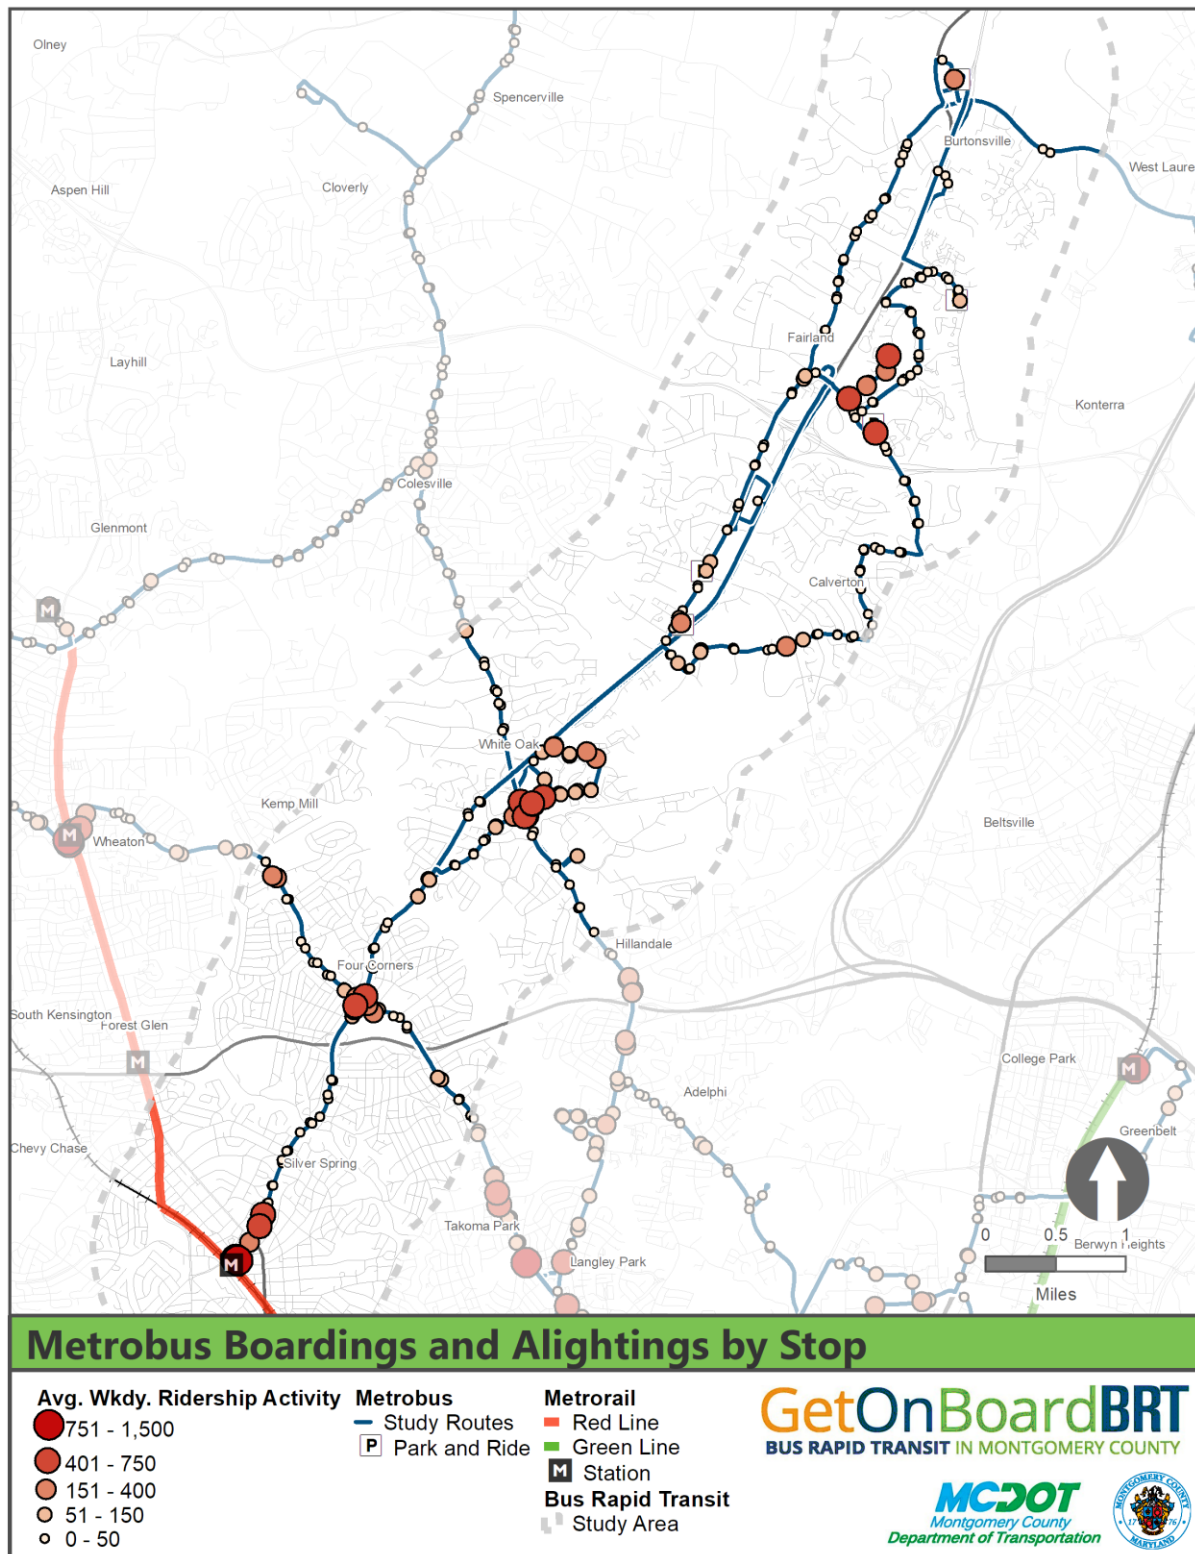 Olney
Spencerville
Burtonsville
West Laure
Aspen Hill
Cloverly
Fairland
Layhill
Konterra
Colesville
Glenmont
Calverton
M
White Oak
Kemp Mill
Beltsville
M
Wheaton
Hillandale
Four Corners
South Kensington
Forest Glen
M
College Park
M
Adelphi
Greenbelt
Chevy Chase
Silver Spring
Takoma Park
Langley Park
M
0 0.5 1
Berwyn Heights
Miles
Metrobus Boardings and Alightings by Stop
Avg. Wkdy. Ridership Activity
751 - 1,500
401 - 750
151 - 400
51 - 150
0 - 50
Metrobus
Study Routes
P Park and Ride
Metrorail
Red Line
Green Line
M Station
Bus Rapid Transit
Study Area
GetOnBoardBRT
BUS RAPID TRANSIT IN MONTGOMERY COUNTY
MCDOT
Montgomery County
Department of Transportation
MONTGOMERY COUNTY
17 76
MARYLAND